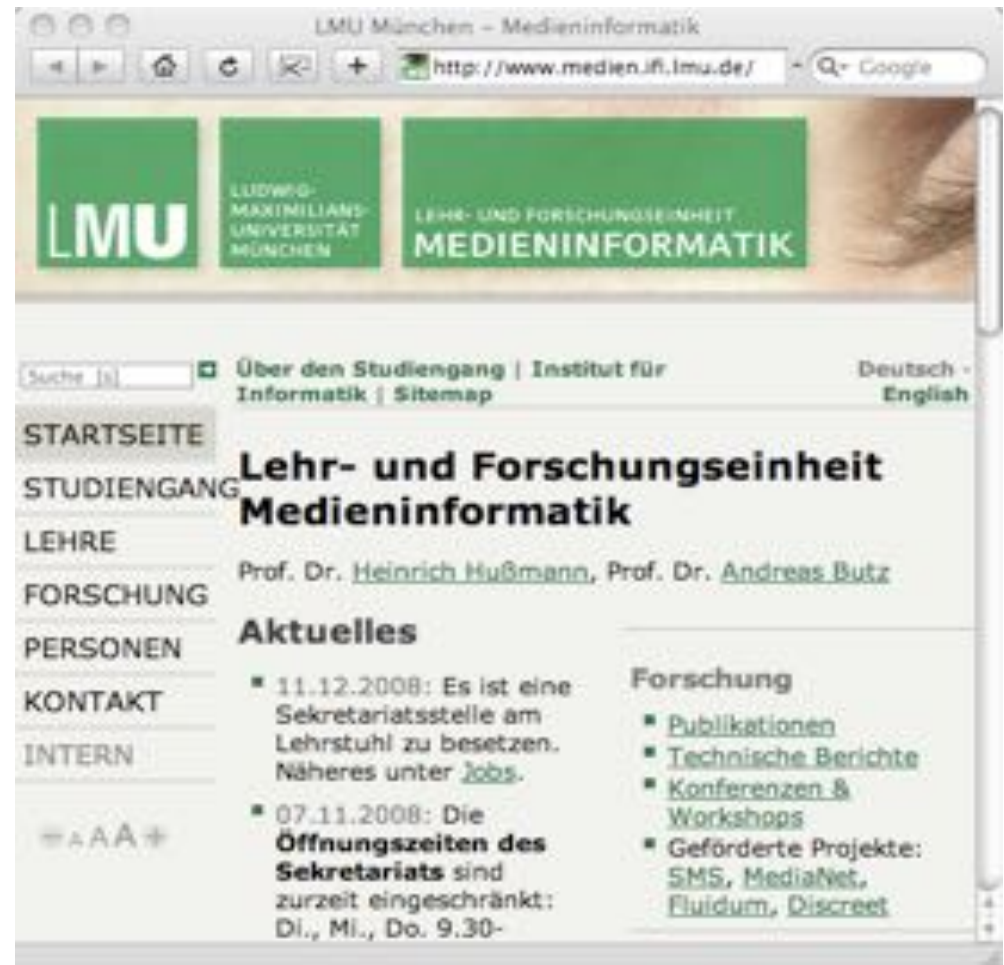 LMU München – Medieninformatik
http://www.medien.ifi.lmu.de/
Google
LMU
LUDWIG-
MAXIMILIANS-
UNIVERSITÄT
MÜNCHEN
LEHR- UND FORSCHUNGSEINHEIT
MEDIENINFORMATIK
Suche [s]
Über den Studiengang | Institut für
Informatik | Sitemap
Deutsch -
English
STARTSEITE
STUDIENGANG
LEHRE
FORSCHUNG
PERSONEN
KONTAKT
INTERN
AAA
Lehr- und Forschungseinheit
Medieninformatik
Prof. Dr. Heinrich Hußmann, Prof. Dr. Andreas Butz
Aktuelles
11.12.2008: Es ist eine
Sekretariatsstelle am
Lehrstuhl zu besetzen.
Näheres unter Jobs.
07.11.2008: Die
Öffnungszeiten des
Sekretariats sind
zurzeit eingeschränkt:
Di., Mi., Do. 9.30-
Forschung
Publikationen
Technische Berichte
Konferenzen &
Workshops
Geförderte Projekte:
SMS, MediaNet,
Fluidum, Discreet